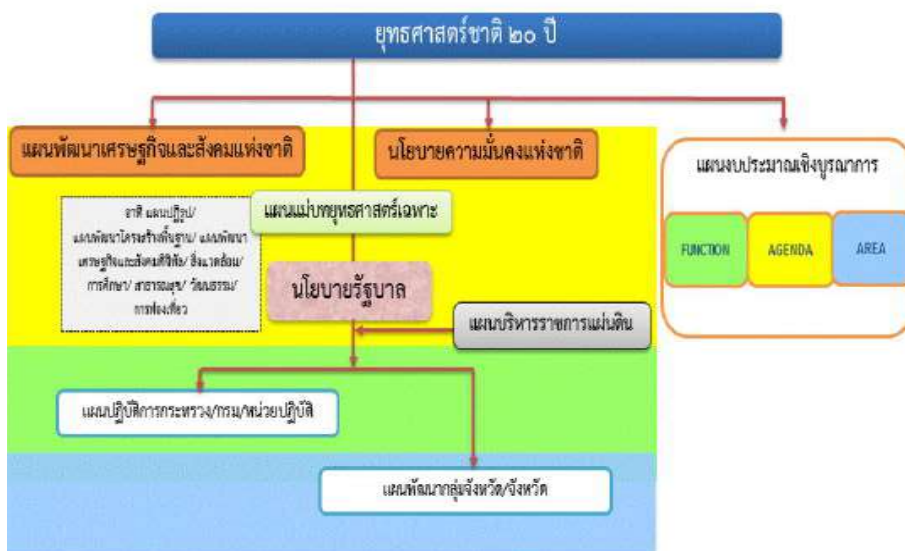 ยุทธศาสตร์ชาติ ๒๐ ปี
แผนพัฒนาเศรษฐกิจและสังคมแห่งชาติ
นโยบายความมั่นคงแห่งชาติ
แผนงบประมาณเชิงบูรณาการ
FUNCTION
AGENDA
AREA
แผนแม่บทยุทธศาสตร์เฉพาะ
อาทิ แผนปฏิรูป/
แผนพัฒนาโครงสร้างพื้นฐาน/ แผนพัฒนา
เศรษฐกิจและสังคมดิจิทัล/ สิ่งแวดล้อม/
การศึกษา/ สาธารณสุข/ วัฒนธรรม/
การท่องเที่ยว
นโยบายรัฐบาล
แผนบริหารราชการแผ่นดิน
แผนปฏิบัติการกระทรวง/กรม/หน่วยปฏิบัติ
แผนพัฒนากลุ่มจังหวัด/จังหวัด